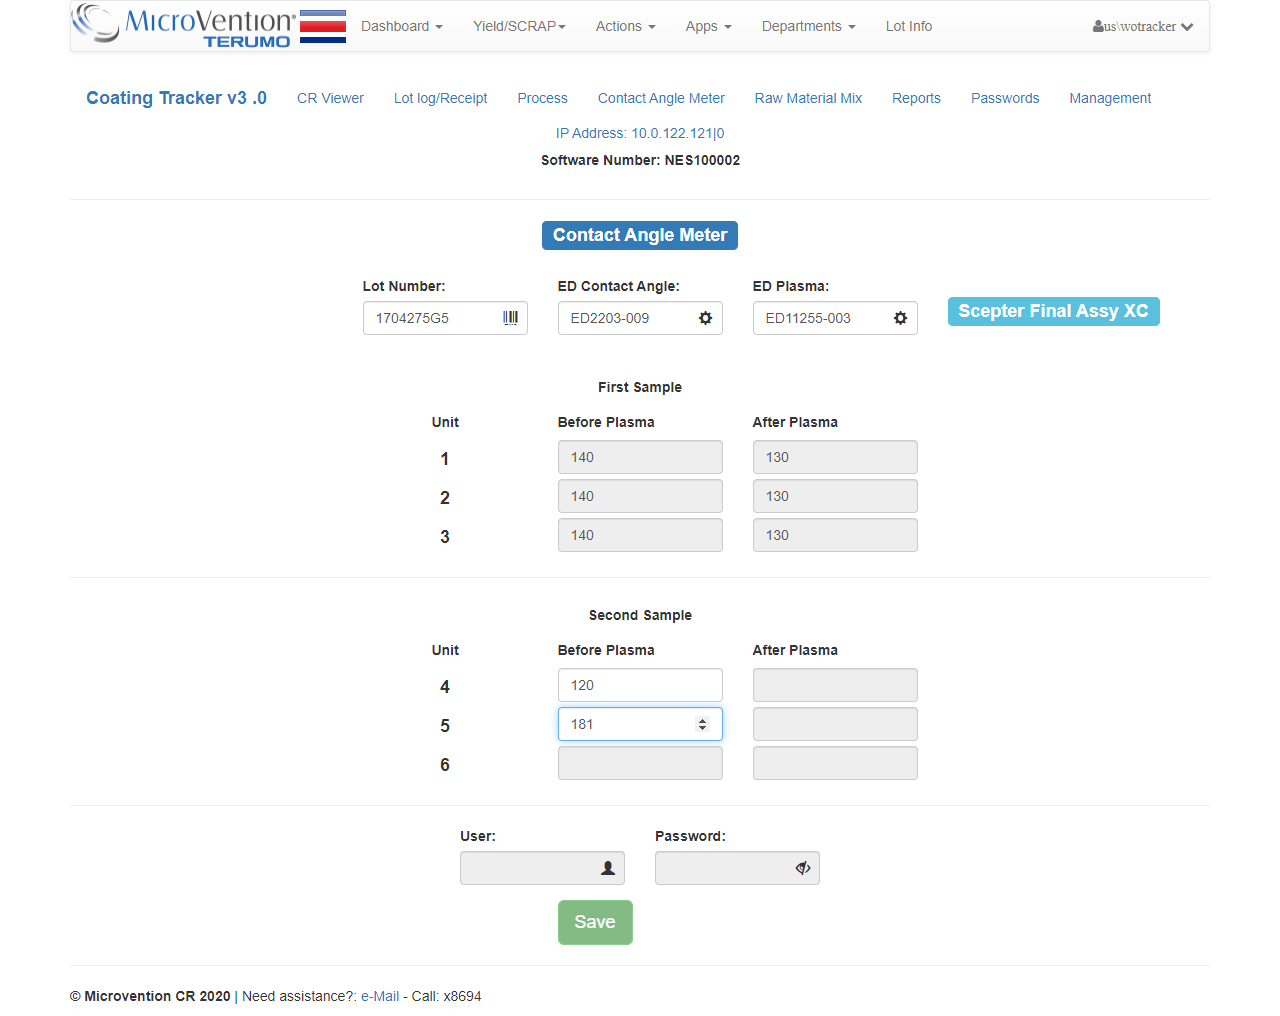 MICROVENTION® TERUMO Dashboard Yield/SCRAP Actions Apps Departments Lot Info us\wotracker
Coating Tracker v3 .0 CR Viewer Lot log/Receipt Process Contact Angle Meter Raw Material Mix Reports Passwords Management
IP Address: 10.0.122.121|0
Software Number: NES100002
Contact Angle Meter
Lot Number: ED Contact Angle: ED Plasma:
1704275G5 ED2203-009 ED11255-003 Scepter Final Assy XC
First Sample
Unit Before Plasma After Plasma
1 140 130
2 140 130
3 140 130
Second Sample
Unit Before Plasma After Plasma
4 120
5 181
6
User: Password:
Save
© Microvention CR 2020 | Need assistance?: e-Mail - Call: x8694